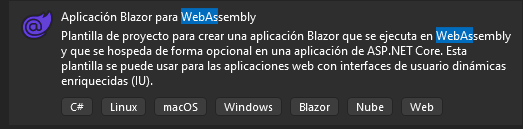 Aplicación Blazor para WebAssembly
Plantilla de proyecto para crear una aplicación Blazor que se ejecuta en WebAssembly
y que se hospeda de forma opcional en una aplicación de ASP.NET Core. Esta
plantilla se puede usar para las aplicaciones web con interfaces de usuario dinámicas
enriquecidas (IU).
C# Linux macOS Windows Blazor Nube Web